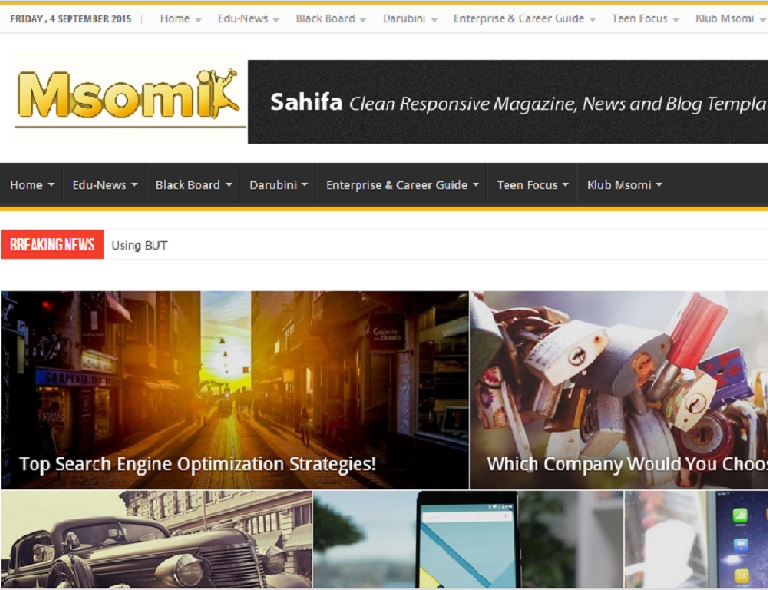 FRIDAY , 4 SEPTEMBER 2015 Home Edu-News Black Board Darubini Enterprise & Career Guide Teen Focus Klub Msomi
Msomi
Sahifa Clean Responsive Magazine, News and Blog Templa
Home Edu-News Black Board Darubini Enterprise & Career Guide Teen Focus Klub Msomi
BREAKING NEWS Using BUT
Top Search Engine Optimization Strategies!
Which Company Would You Choos